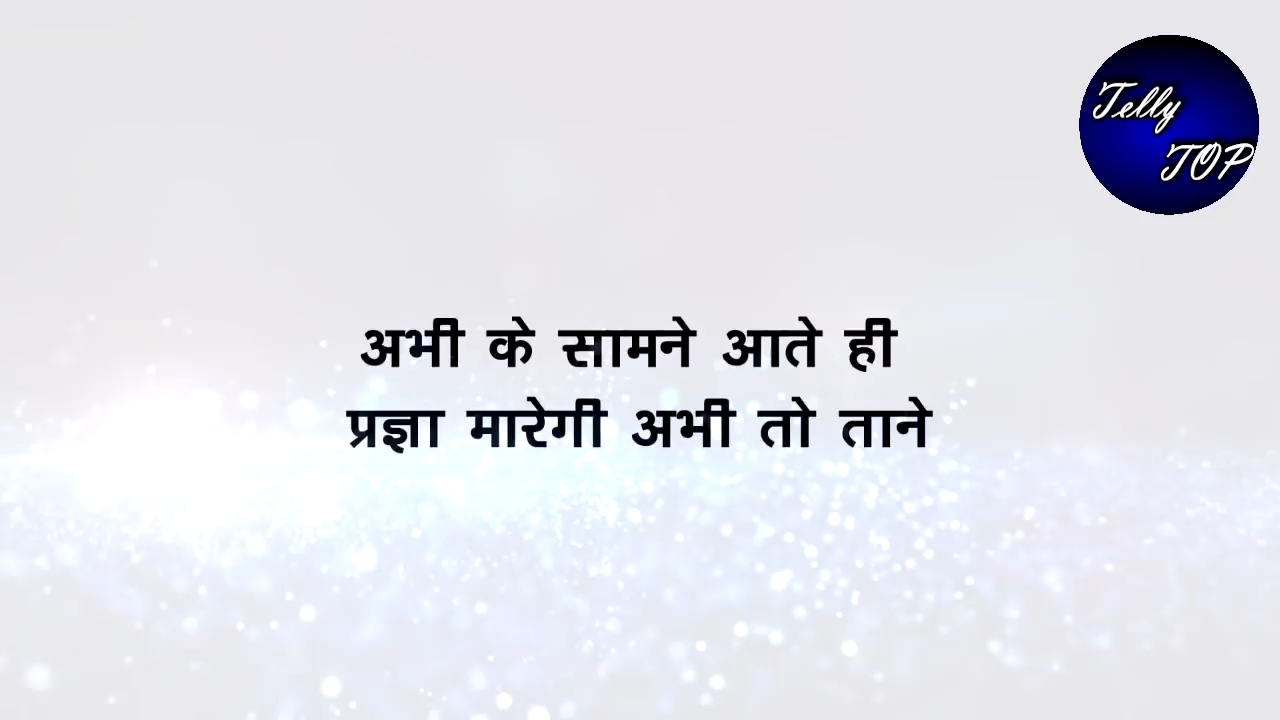 Telly
TOP
अभी के सामने आते ही
प्रज्ञा मारेगी अभी तो ताने